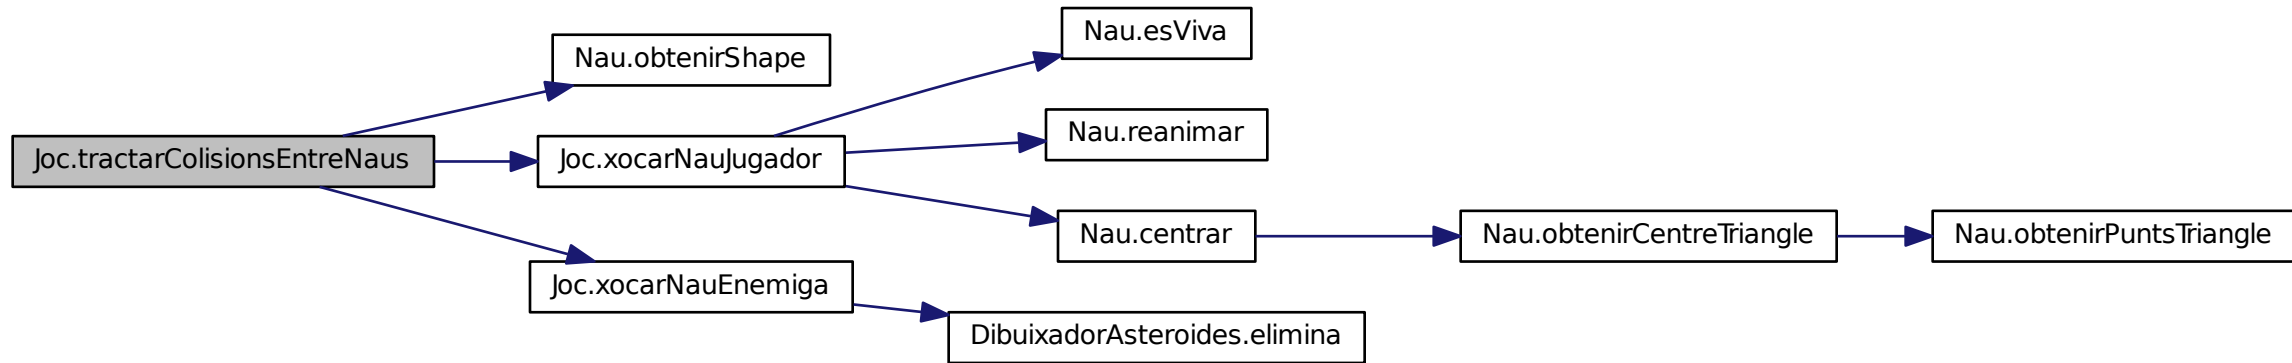 Nau.esViva
Nau.obtenirShape
Nau.reanimar
Joc.tractarColisionsEntreNaus
Joc.xocarNauJugador
Nau.centrar
Nau.obtenirCentreTriangle
Nau.obtenirPuntsTriangle
Joc.xocarNauEnemiga
DibuixadorAsteroides.elimina